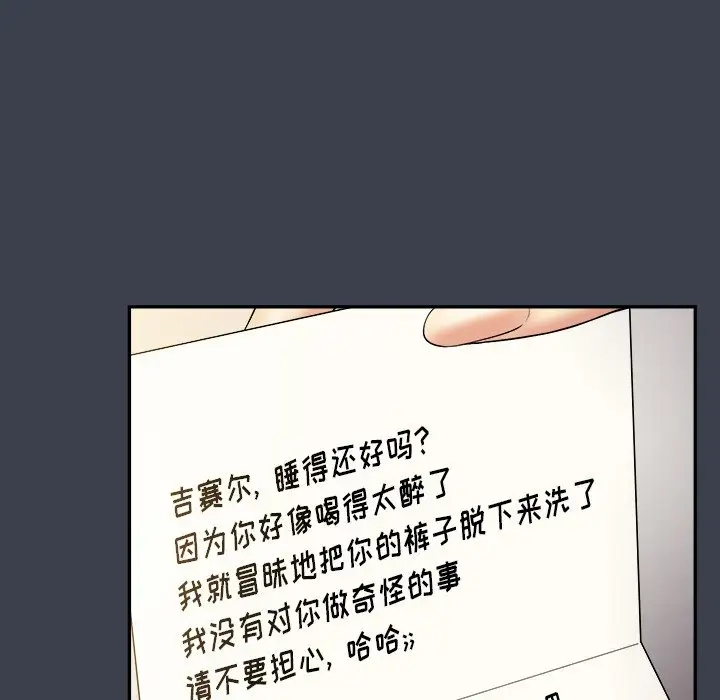 吉赛尔, 睡得还好吗?
因为你好像喝得太醉了
我就冒昧地把你的裤子脱下来洗了
我没有对你做奇怪的事
请不要担心, 哈哈;;